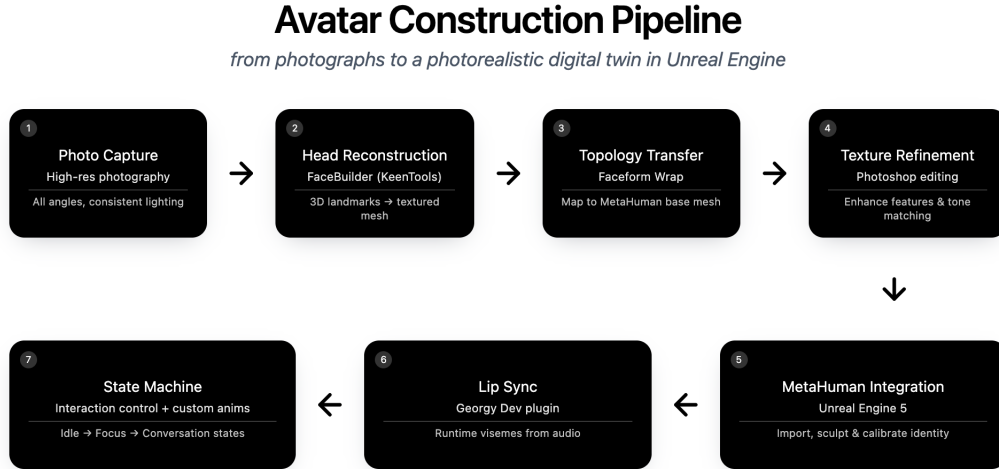 Avatar Construction Pipeline
from photographs to a photorealistic digital twin in Unreal Engine
1
Photo Capture
High-res photography
All angles, consistent lighting
2
Head Reconstruction
FaceBuilder (KeenTools)
3D landmarks → textured
mesh
3
Topology Transfer
Faceform Wrap
Map to MetaHuman base mesh
4
Texture Refinement
Photoshop editing
Enhance features & tone
matching
5
MetaHuman Integration
Unreal Engine 5
Import, sculpt & calibrate identity
6
Lip Sync
Georgy Dev plugin
Runtime visemes from audio
7
State Machine
Interaction control + custom anims
Idle → Focus → Conversation states